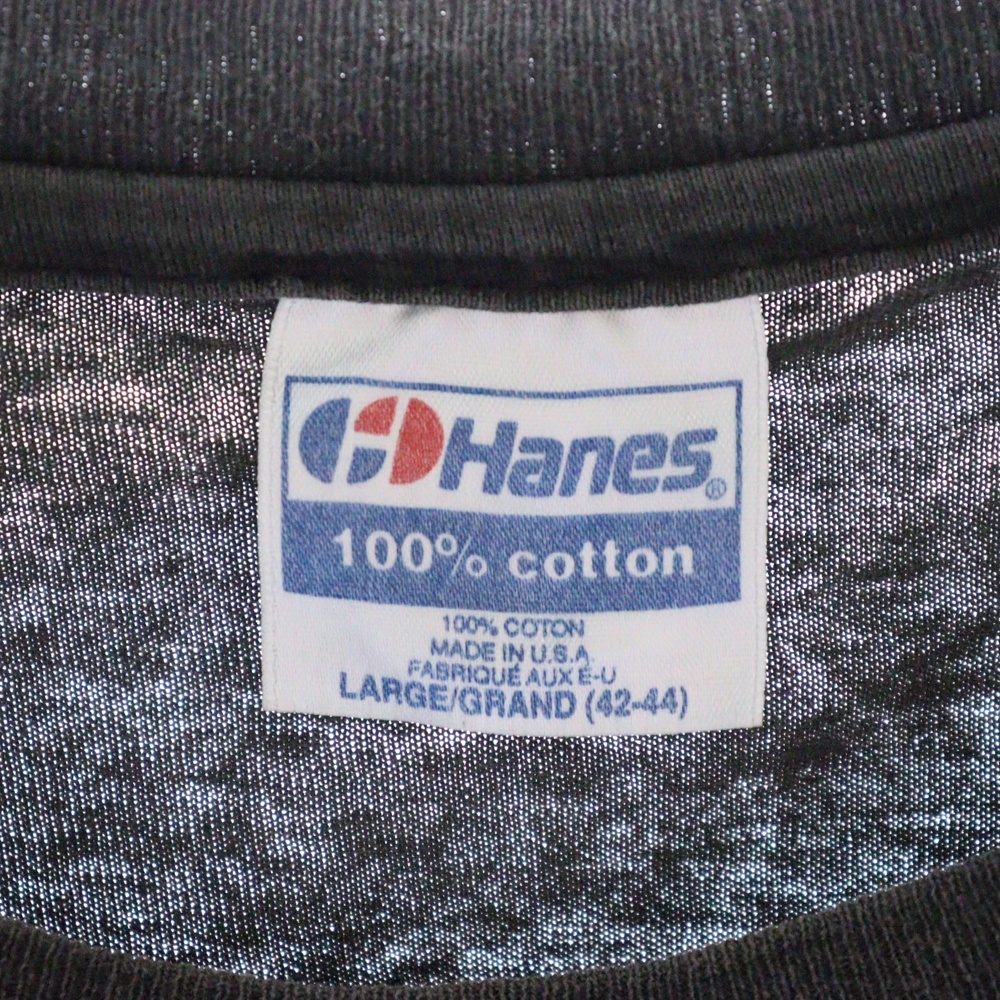 Hanes®
100% cotton
100% COTON
MADE IN U.S.A
FABRIQUÉ AUX É-U
LARGE/GRAND (42-44)